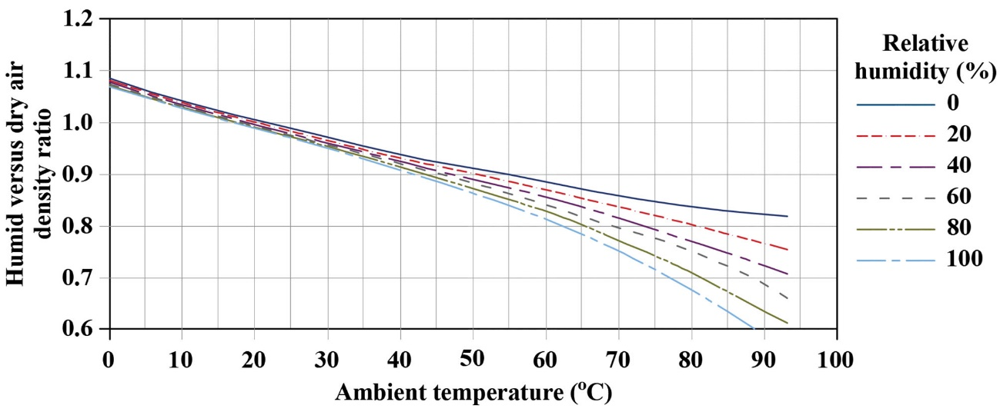 Humid versus dry air
density ratio
1.2
1.1
1.0
0.9
0.8
0.7
0.6
0 10 20 30 40 50 60 70 80 90 100
Ambient temperature (°C)
Relative
humidity (%)
0
20
40
60
80
100